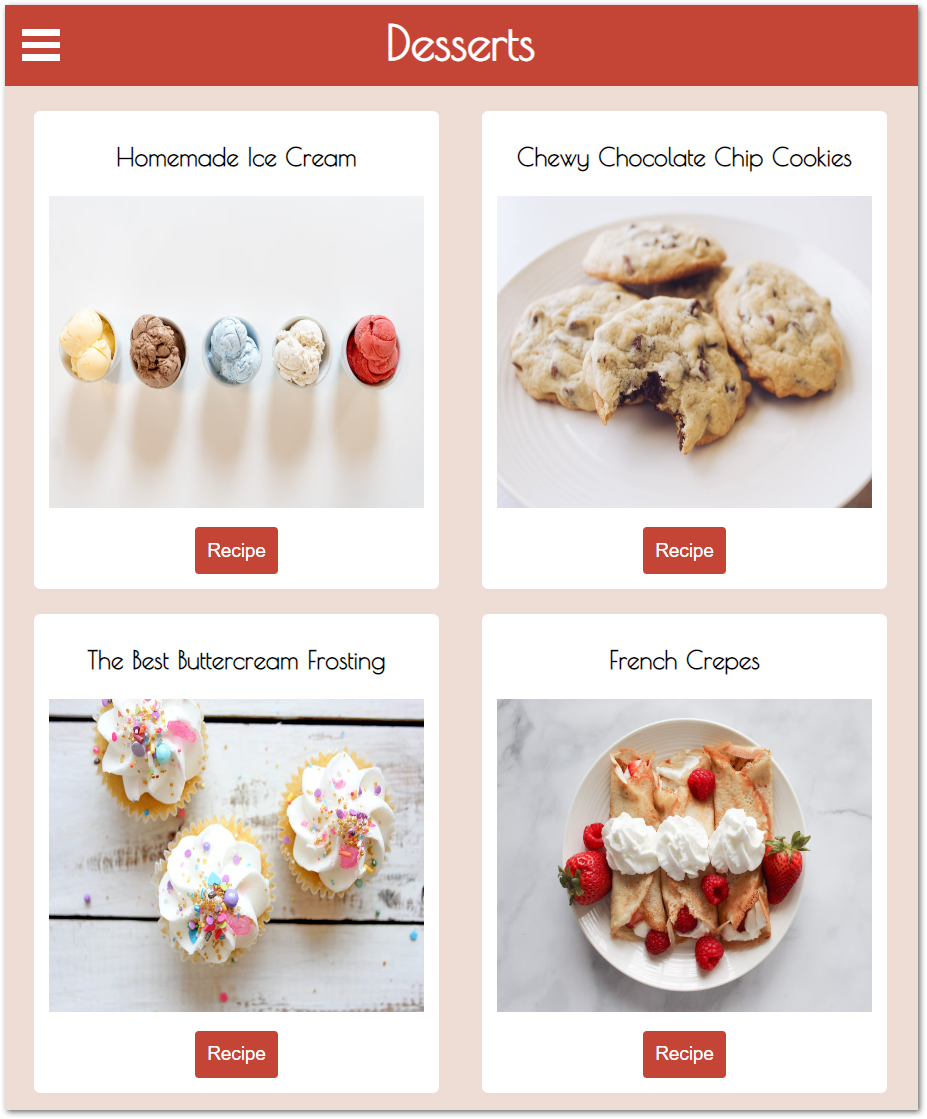 Desserts
Homemade Ice Cream
Chewy Chocolate Chip Cookies
Recipe
Recipe
The Best Buttercream Frosting
French Crepes
Recipe
Recipe